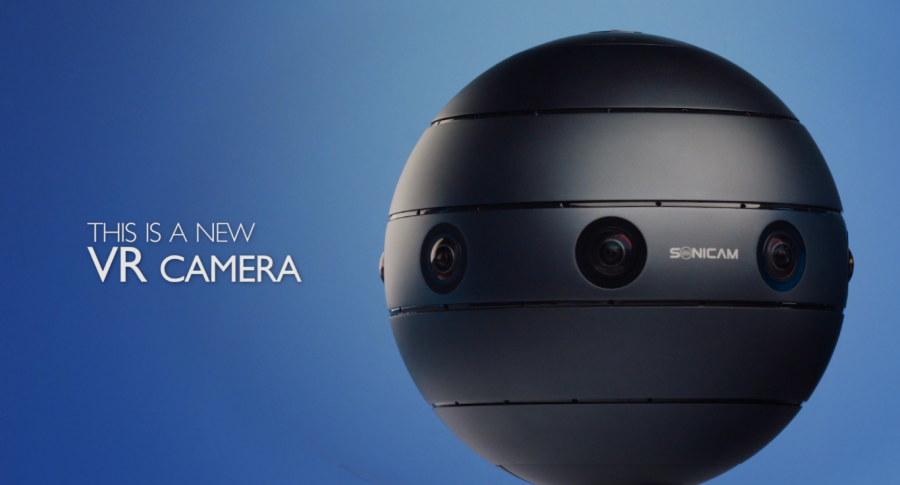 THIS IS A NEW
VR CAMERA
SONICAM